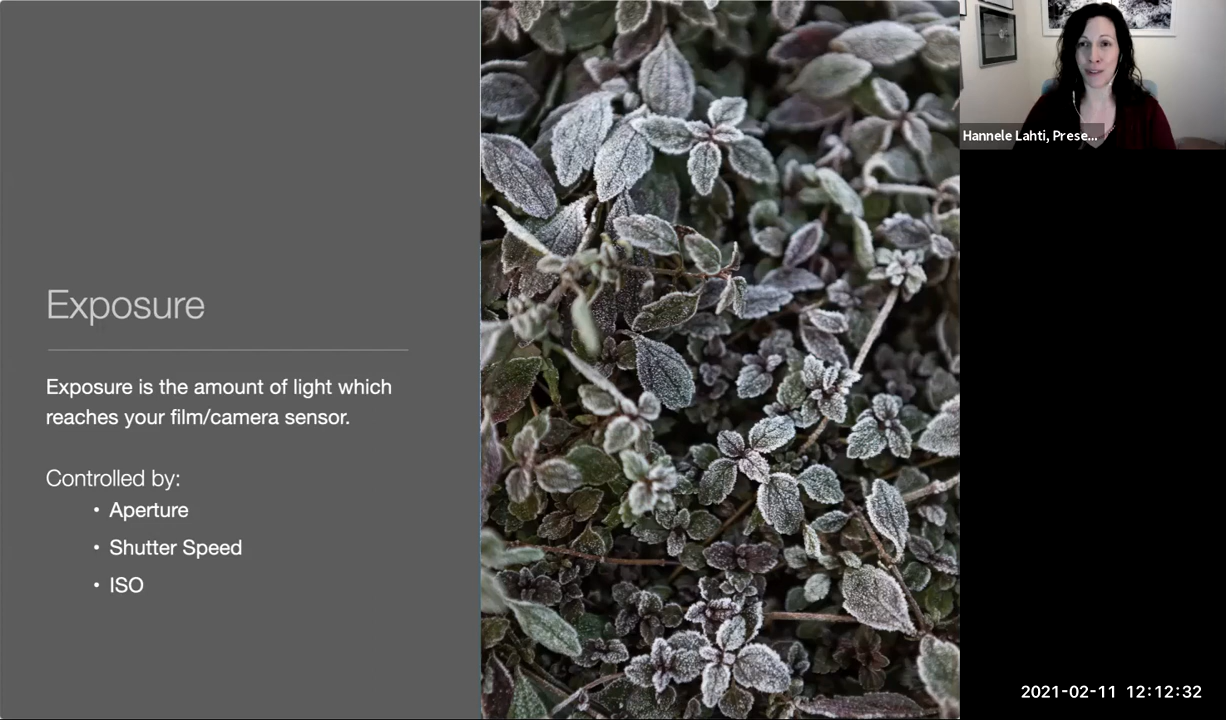 Exposure
Exposure is the amount of light which
reaches your film/camera sensor.
Controlled by:
• Aperture
• Shutter Speed
• ISO
Hannele Lahti, Prese...
2021-02-11 12:12:32